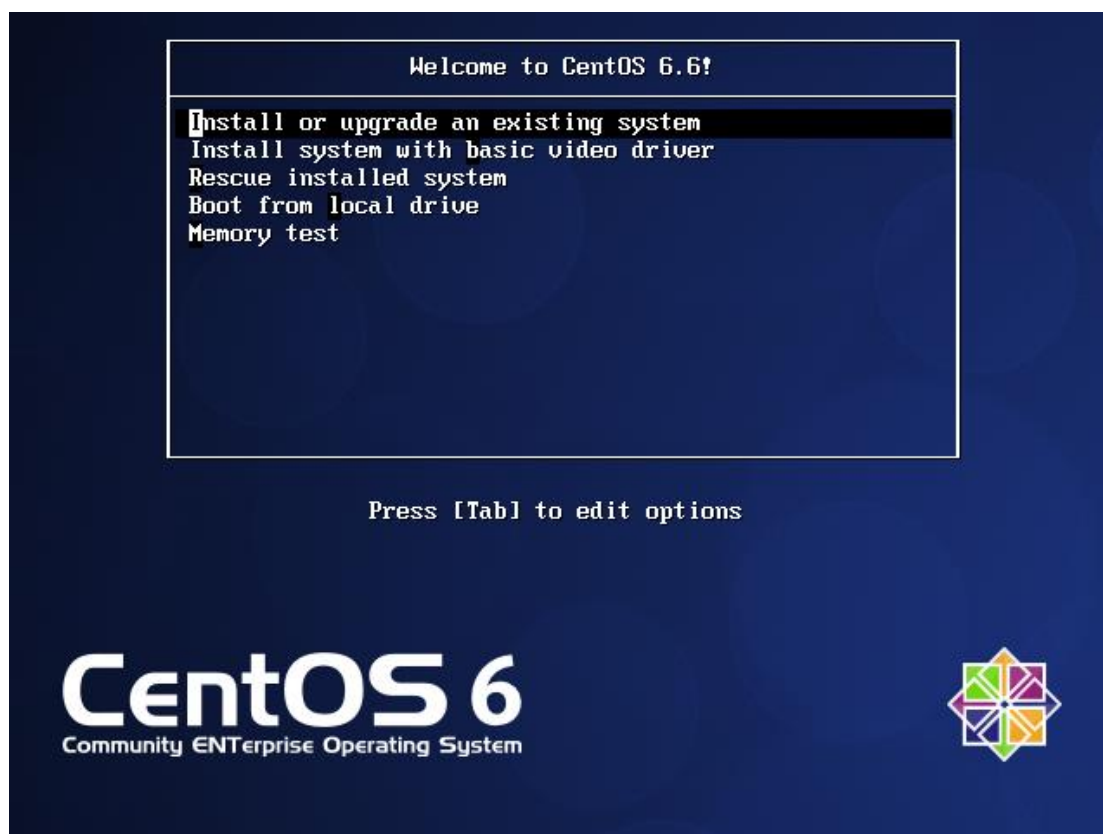 Welcome to CentOS 6.6!
Install or upgrade an existing system
Install system with basic video driver
Rescue installed system
Boot from local drive
Memory test
Press [Tab] to edit options
CentOS 6
Community ENTerprise Operating System